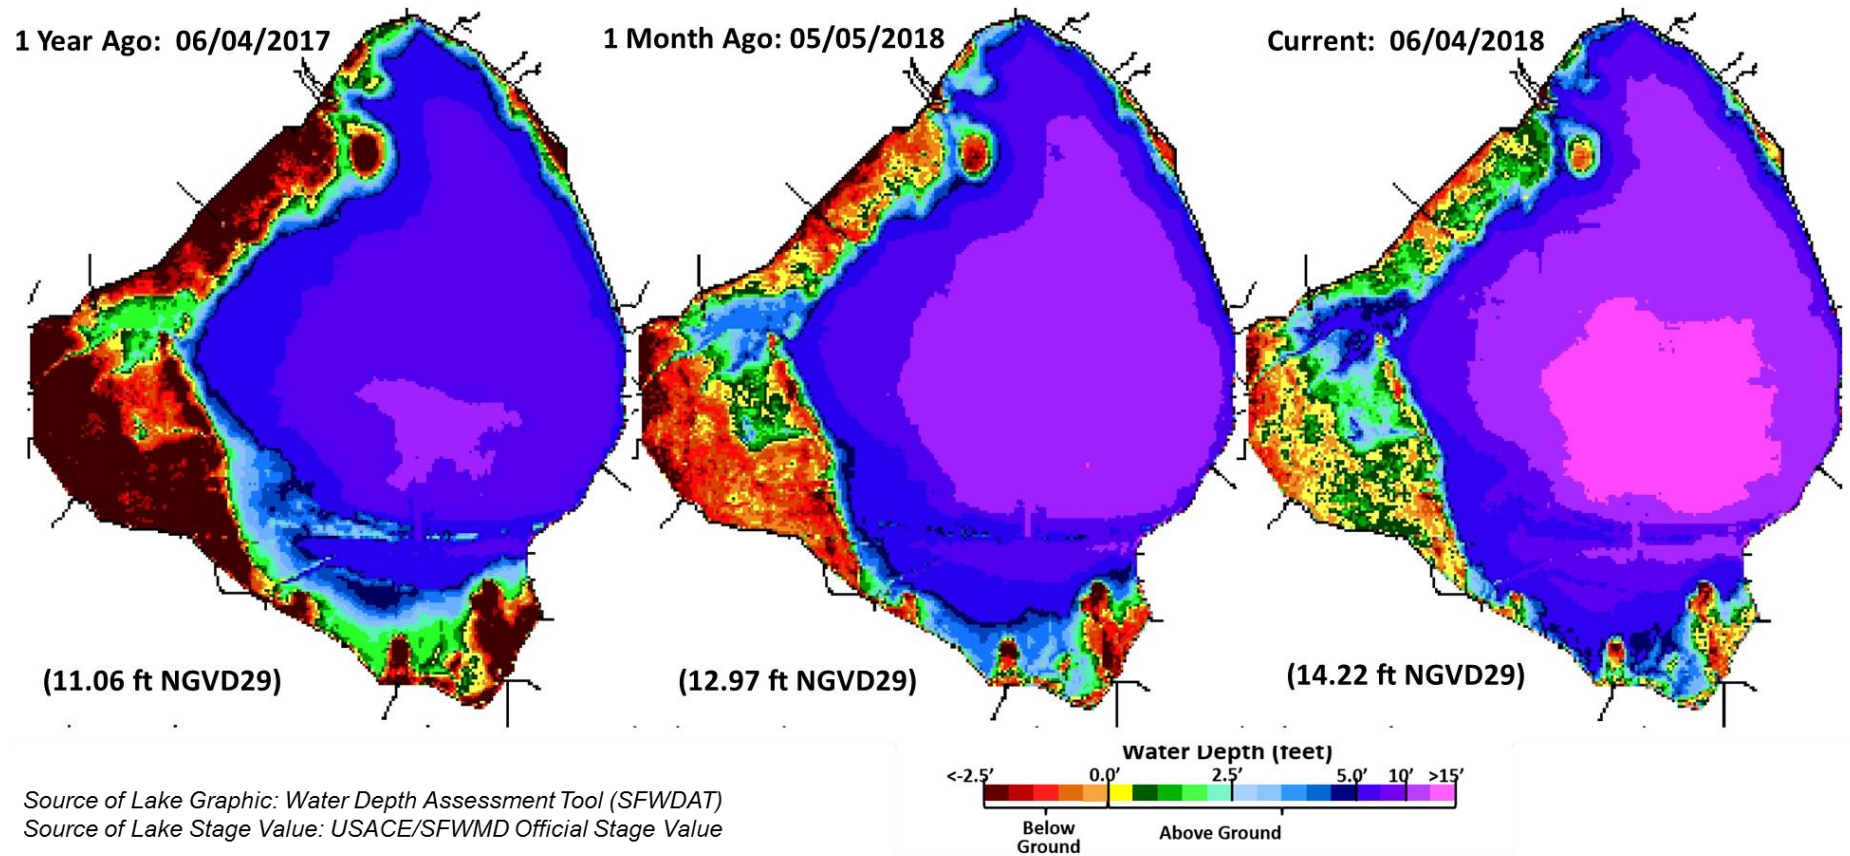 1 Year Ago: 06/04/2017
1 Month Ago: 05/05/2018
Current: 06/04/2018
(11.06 ft NGVD29)
(12.97 ft NGVD29)
(14.22 ft NGVD29)
Water Depth (feet)
<-2.5' 0.0' 2.5' 5.0' 10' >15'
Below
Ground
Above Ground
Source of Lake Graphic: Water Depth Assessment Tool (SFWDAT)
Source of Lake Stage Value: USACE/SFWMD Official Stage Value